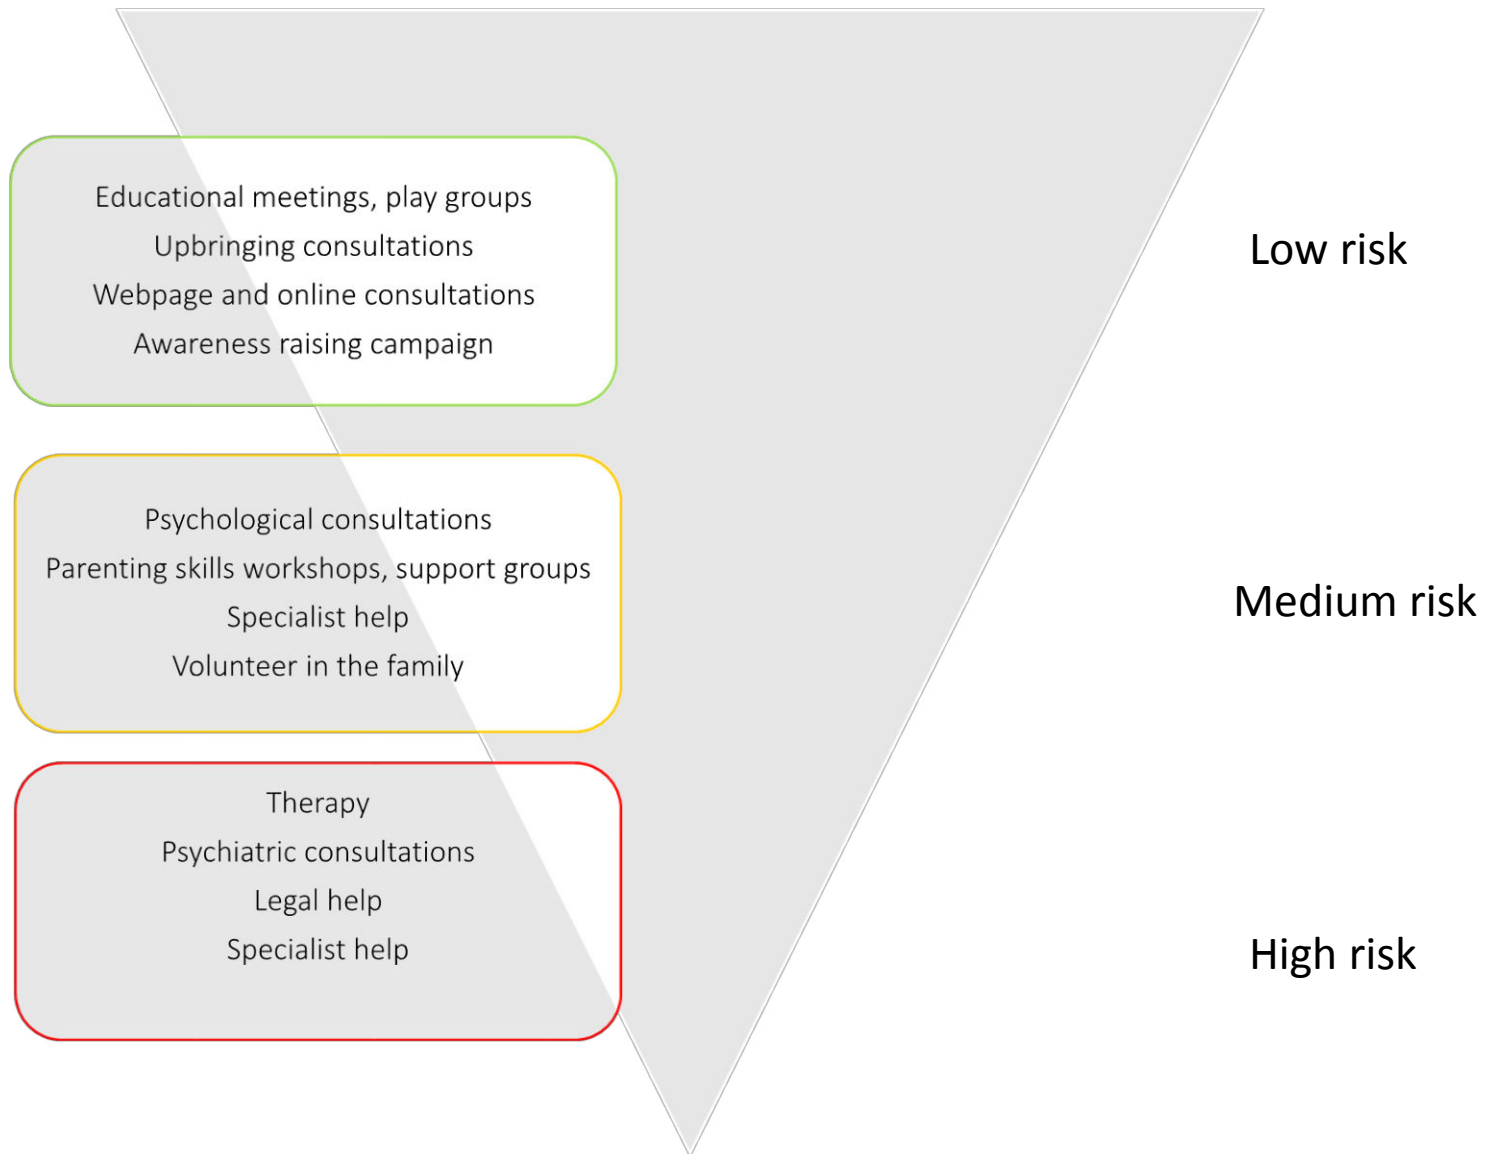 Educational meetings, play groups
Upbringing consultations
Webpage and online consultations
Awareness raising campaign
Low risk
Psychological consultations
Parenting skills workshops, support groups
Specialist help
Volunteer in the family
Medium risk
Therapy
Psychiatric consultations
Legal help
Specialist help
High risk